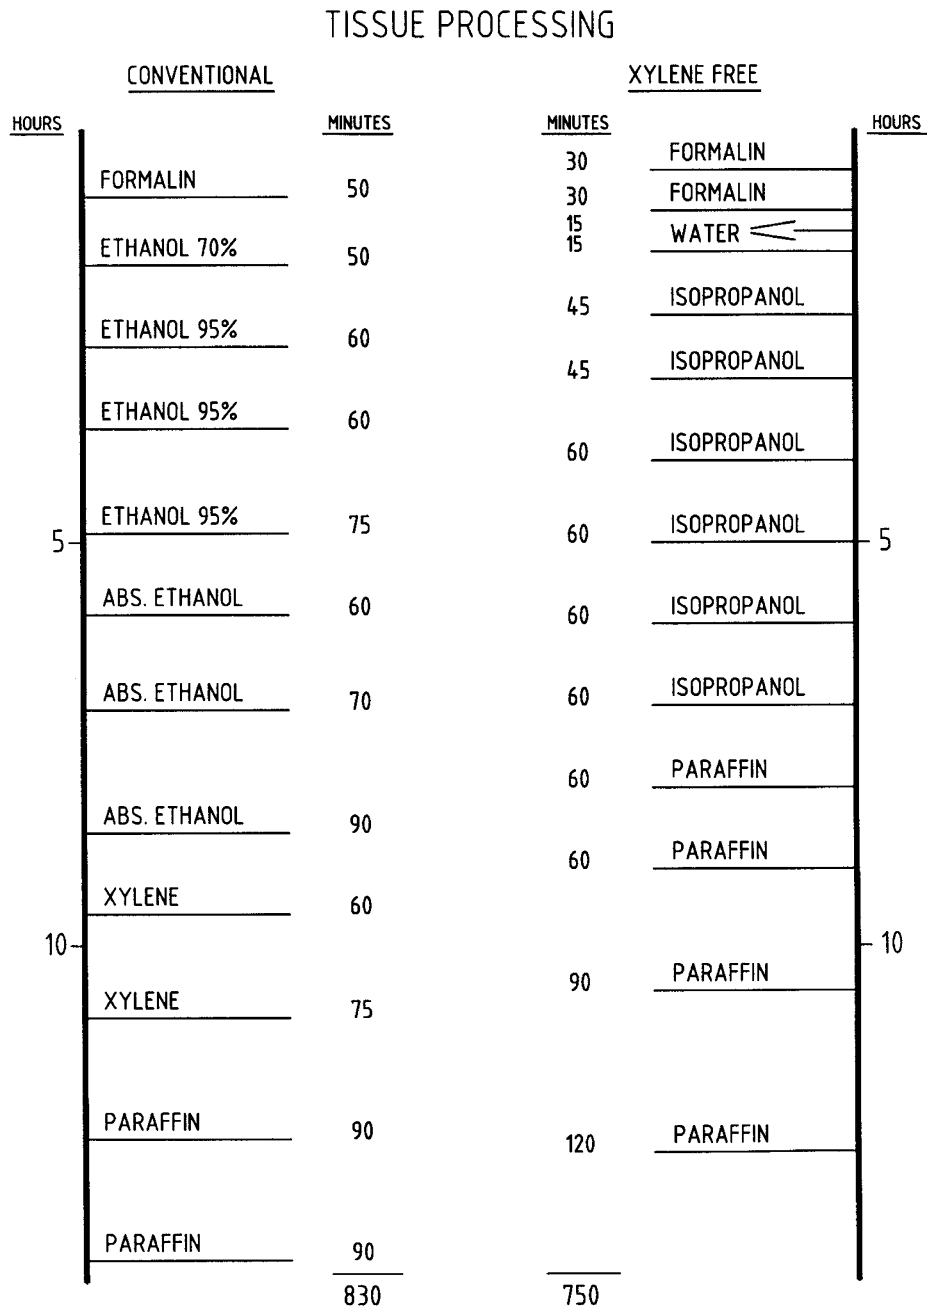 TISSUE PROCESSING
CONVENTIONAL XYLENE FREE
HOURS MINUTES MINUTES HOURS
30 FORMALIN
FORMALIN 50
30 FORMALIN
15
WATER
15
ETHANOL 70% 50
45 ISOPROPANOL
ETHANOL 95% 60
45 ISOPROPANOL
ETHANOL 95% 60
60 ISOPROPANOL
ETHANOL 95% 75
60 ISOPROPANOL
5 5
ABS. ETHANOL 60
60 ISOPROPANOL
ABS. ETHANOL 70
60 ISOPROPANOL
60 PARAFFIN
ABS. ETHANOL 90
60 PARAFFIN
XYLENE 60
10 10
90 PARAFFIN
XYLENE 75
PARAFFIN 90
120 PARAFFIN
PARAFFIN 90
830 750